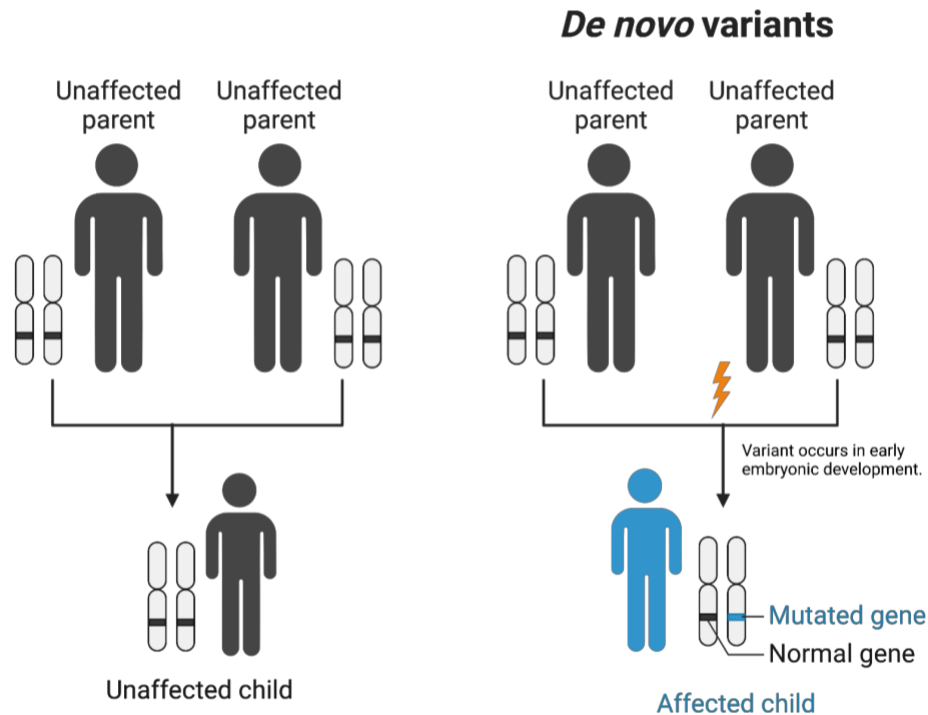 De novo variants
Unaffected
parent
Unaffected
parent
Unaffected
parent
Unaffected
parent
Variant occurs in early
embryonic development.
Mutated gene
Normal gene
Unaffected child
Affected child